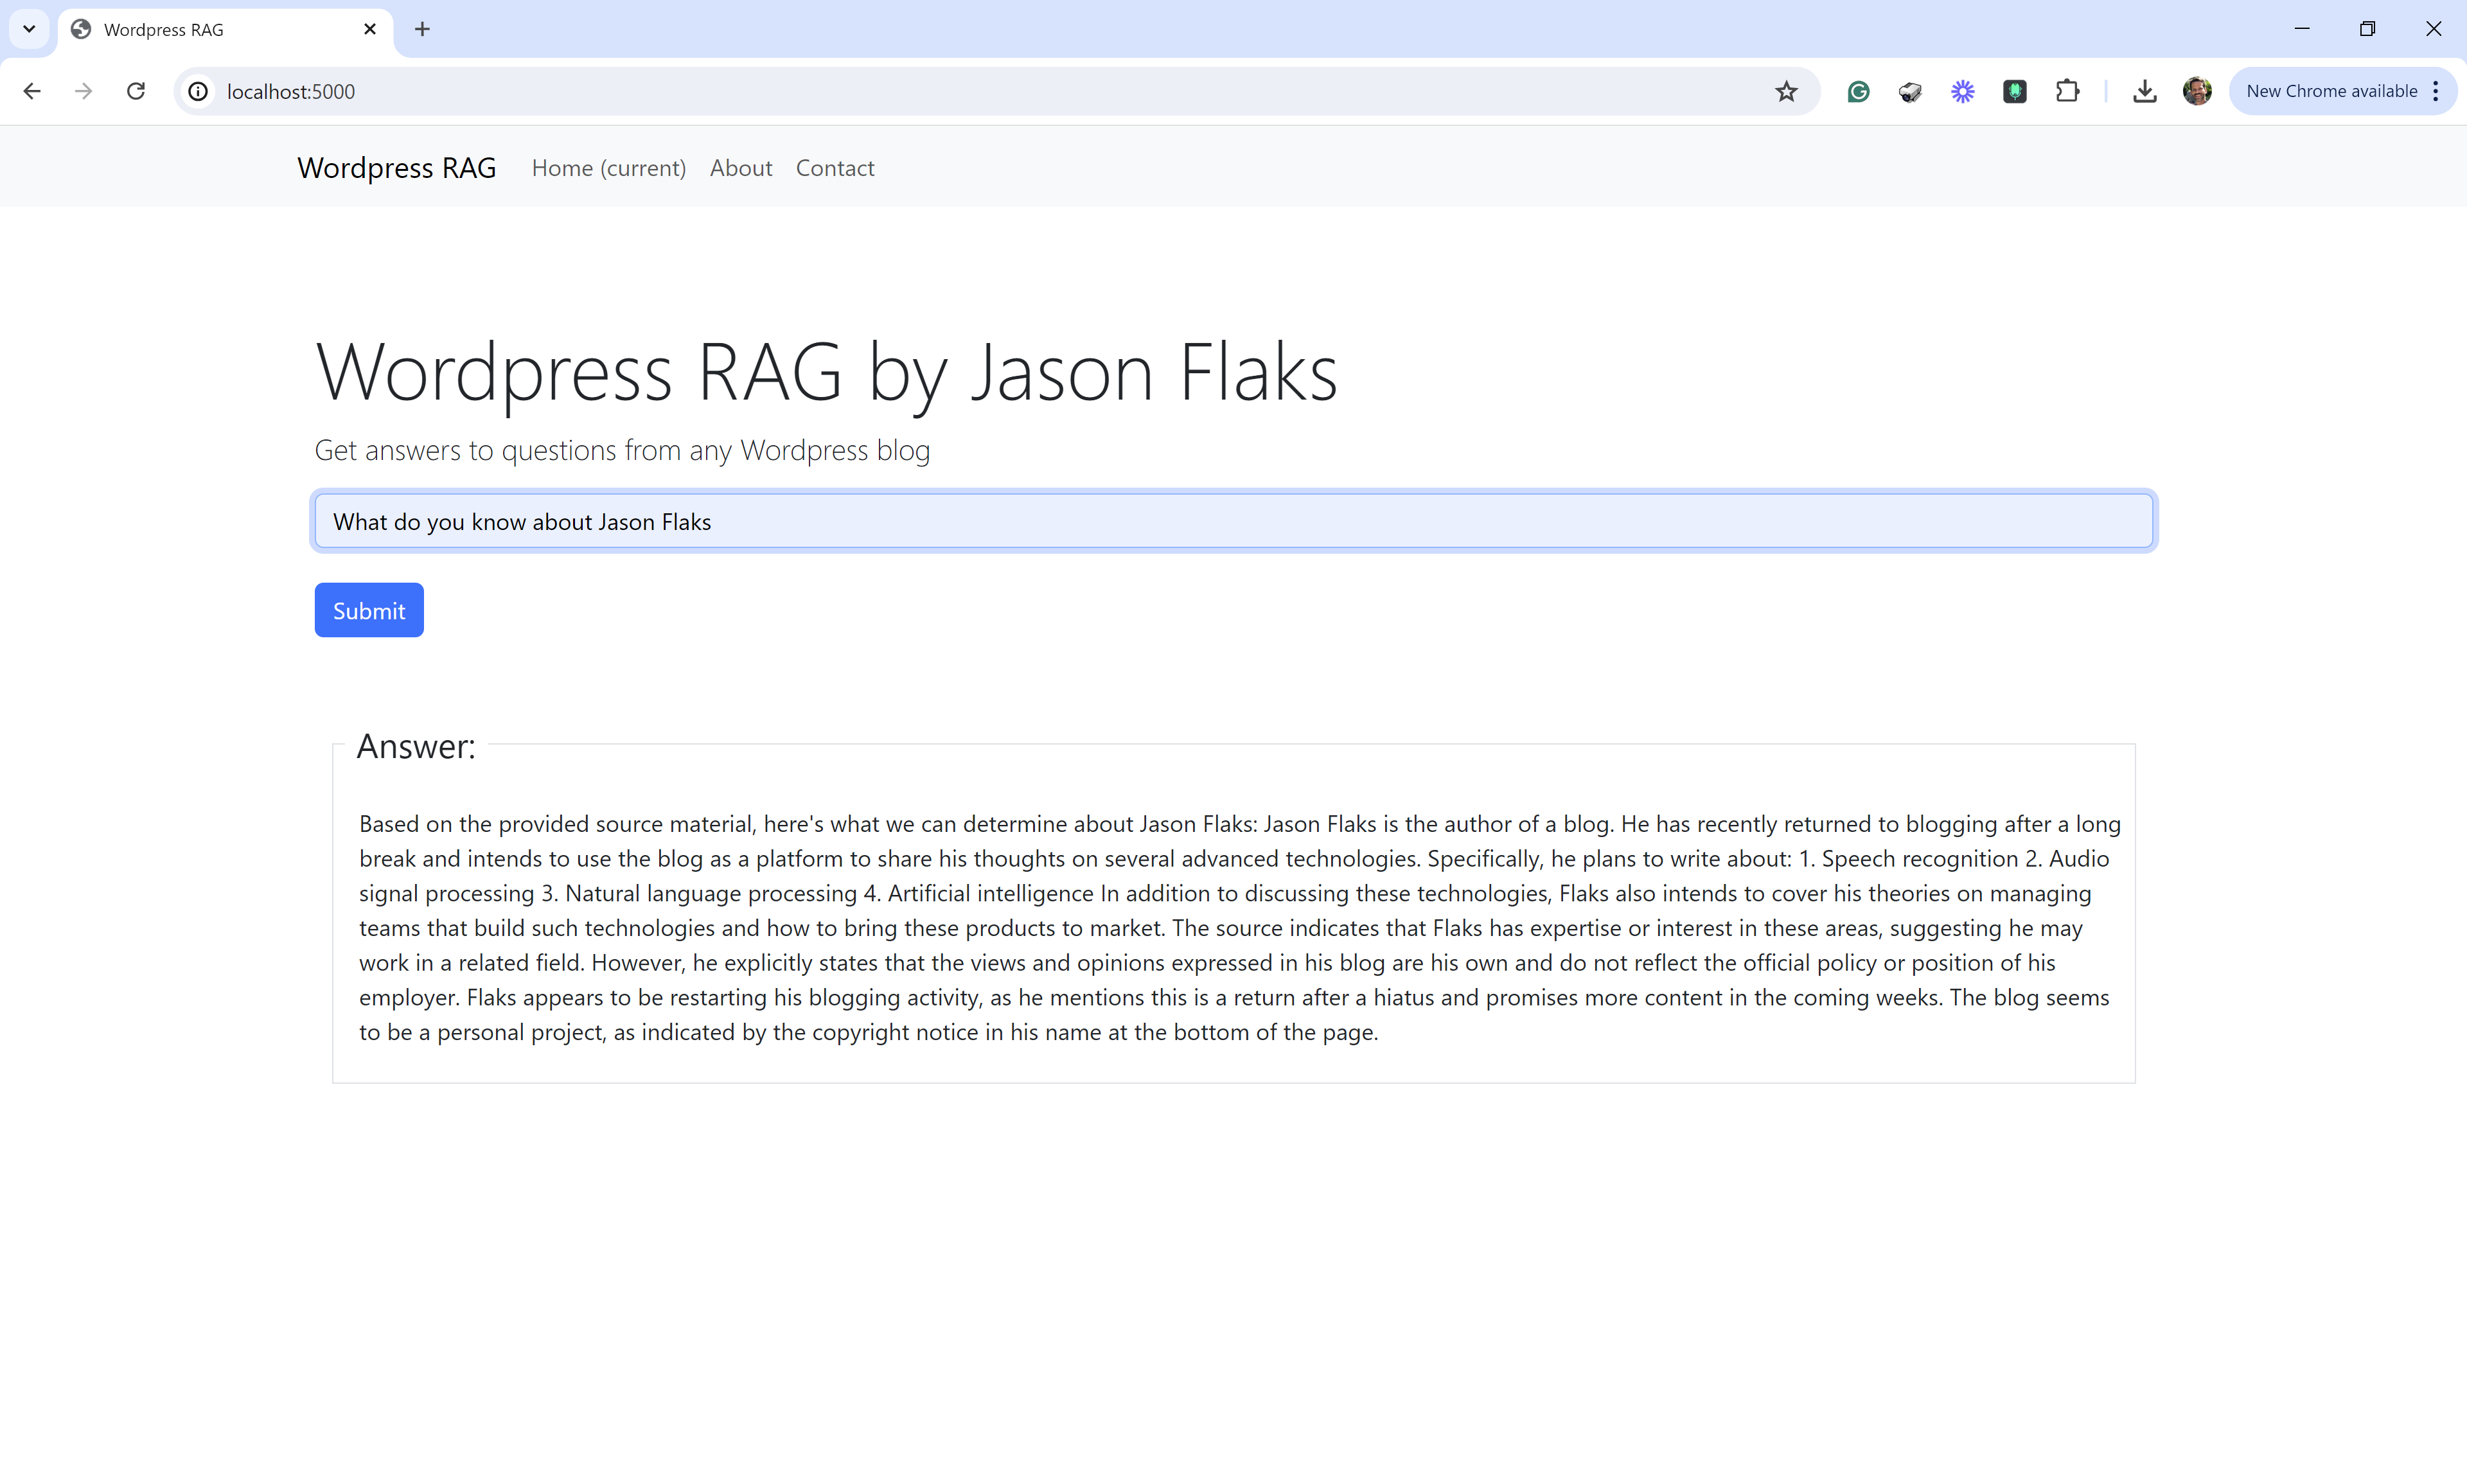 Wordpress RAG
localhost:5000
New Chrome available
Wordpress RAG Home (current) About Contact
Wordpress RAG by Jason Flaks
Get answers to questions from any Wordpress blog
What do you know about Jason Flaks
Submit
Answer:
Based on the provided source material, here's what we can determine about Jason Flaks: Jason Flaks is the author of a blog. He has recently returned to blogging after a long
break and intends to use the blog as a platform to share his thoughts on several advanced technologies. Specifically, he plans to write about: 1. Speech recognition 2. Audio
signal processing 3. Natural language processing 4. Artificial intelligence In addition to discussing these technologies, Flaks also intends to cover his theories on managing
teams that build such technologies and how to bring these products to market. The source indicates that Flaks has expertise or interest in these areas, suggesting he may
work in a related field. However, he explicitly states that the views and opinions expressed in his blog are his own and do not reflect the official policy or position of his
employer. Flaks appears to be restarting his blogging activity, as he mentions this is a return after a hiatus and promises more content in the coming weeks. The blog seems
to be a personal project, as indicated by the copyright notice in his name at the bottom of the page.